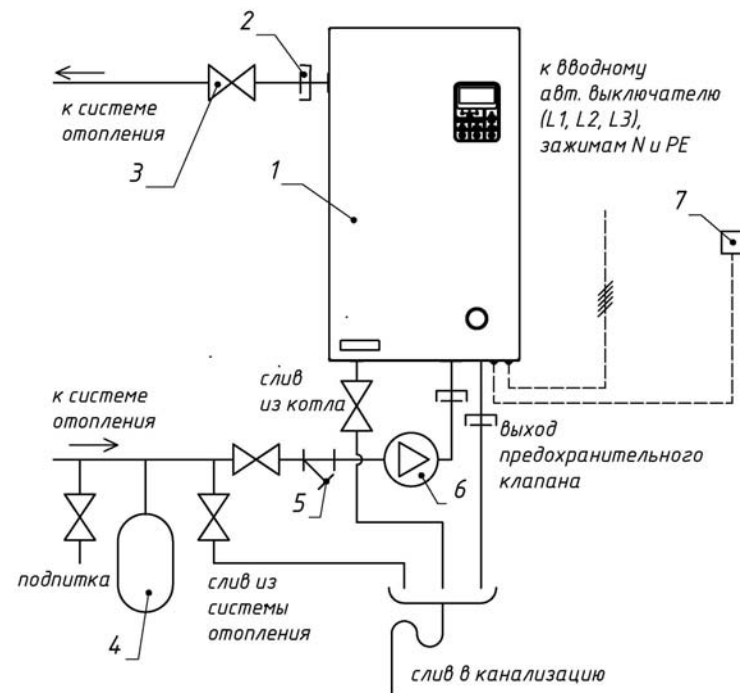 2
к системе
отопления
3
1
к вводному
авт. выключателю
(L1, L2, L3),
зажимам N и PE
7
слив
из котла
к системе
отопления
5
6
выход
предохранительного
клапана
подпитка
4
слив из
системы
отопления
слив в канализацию